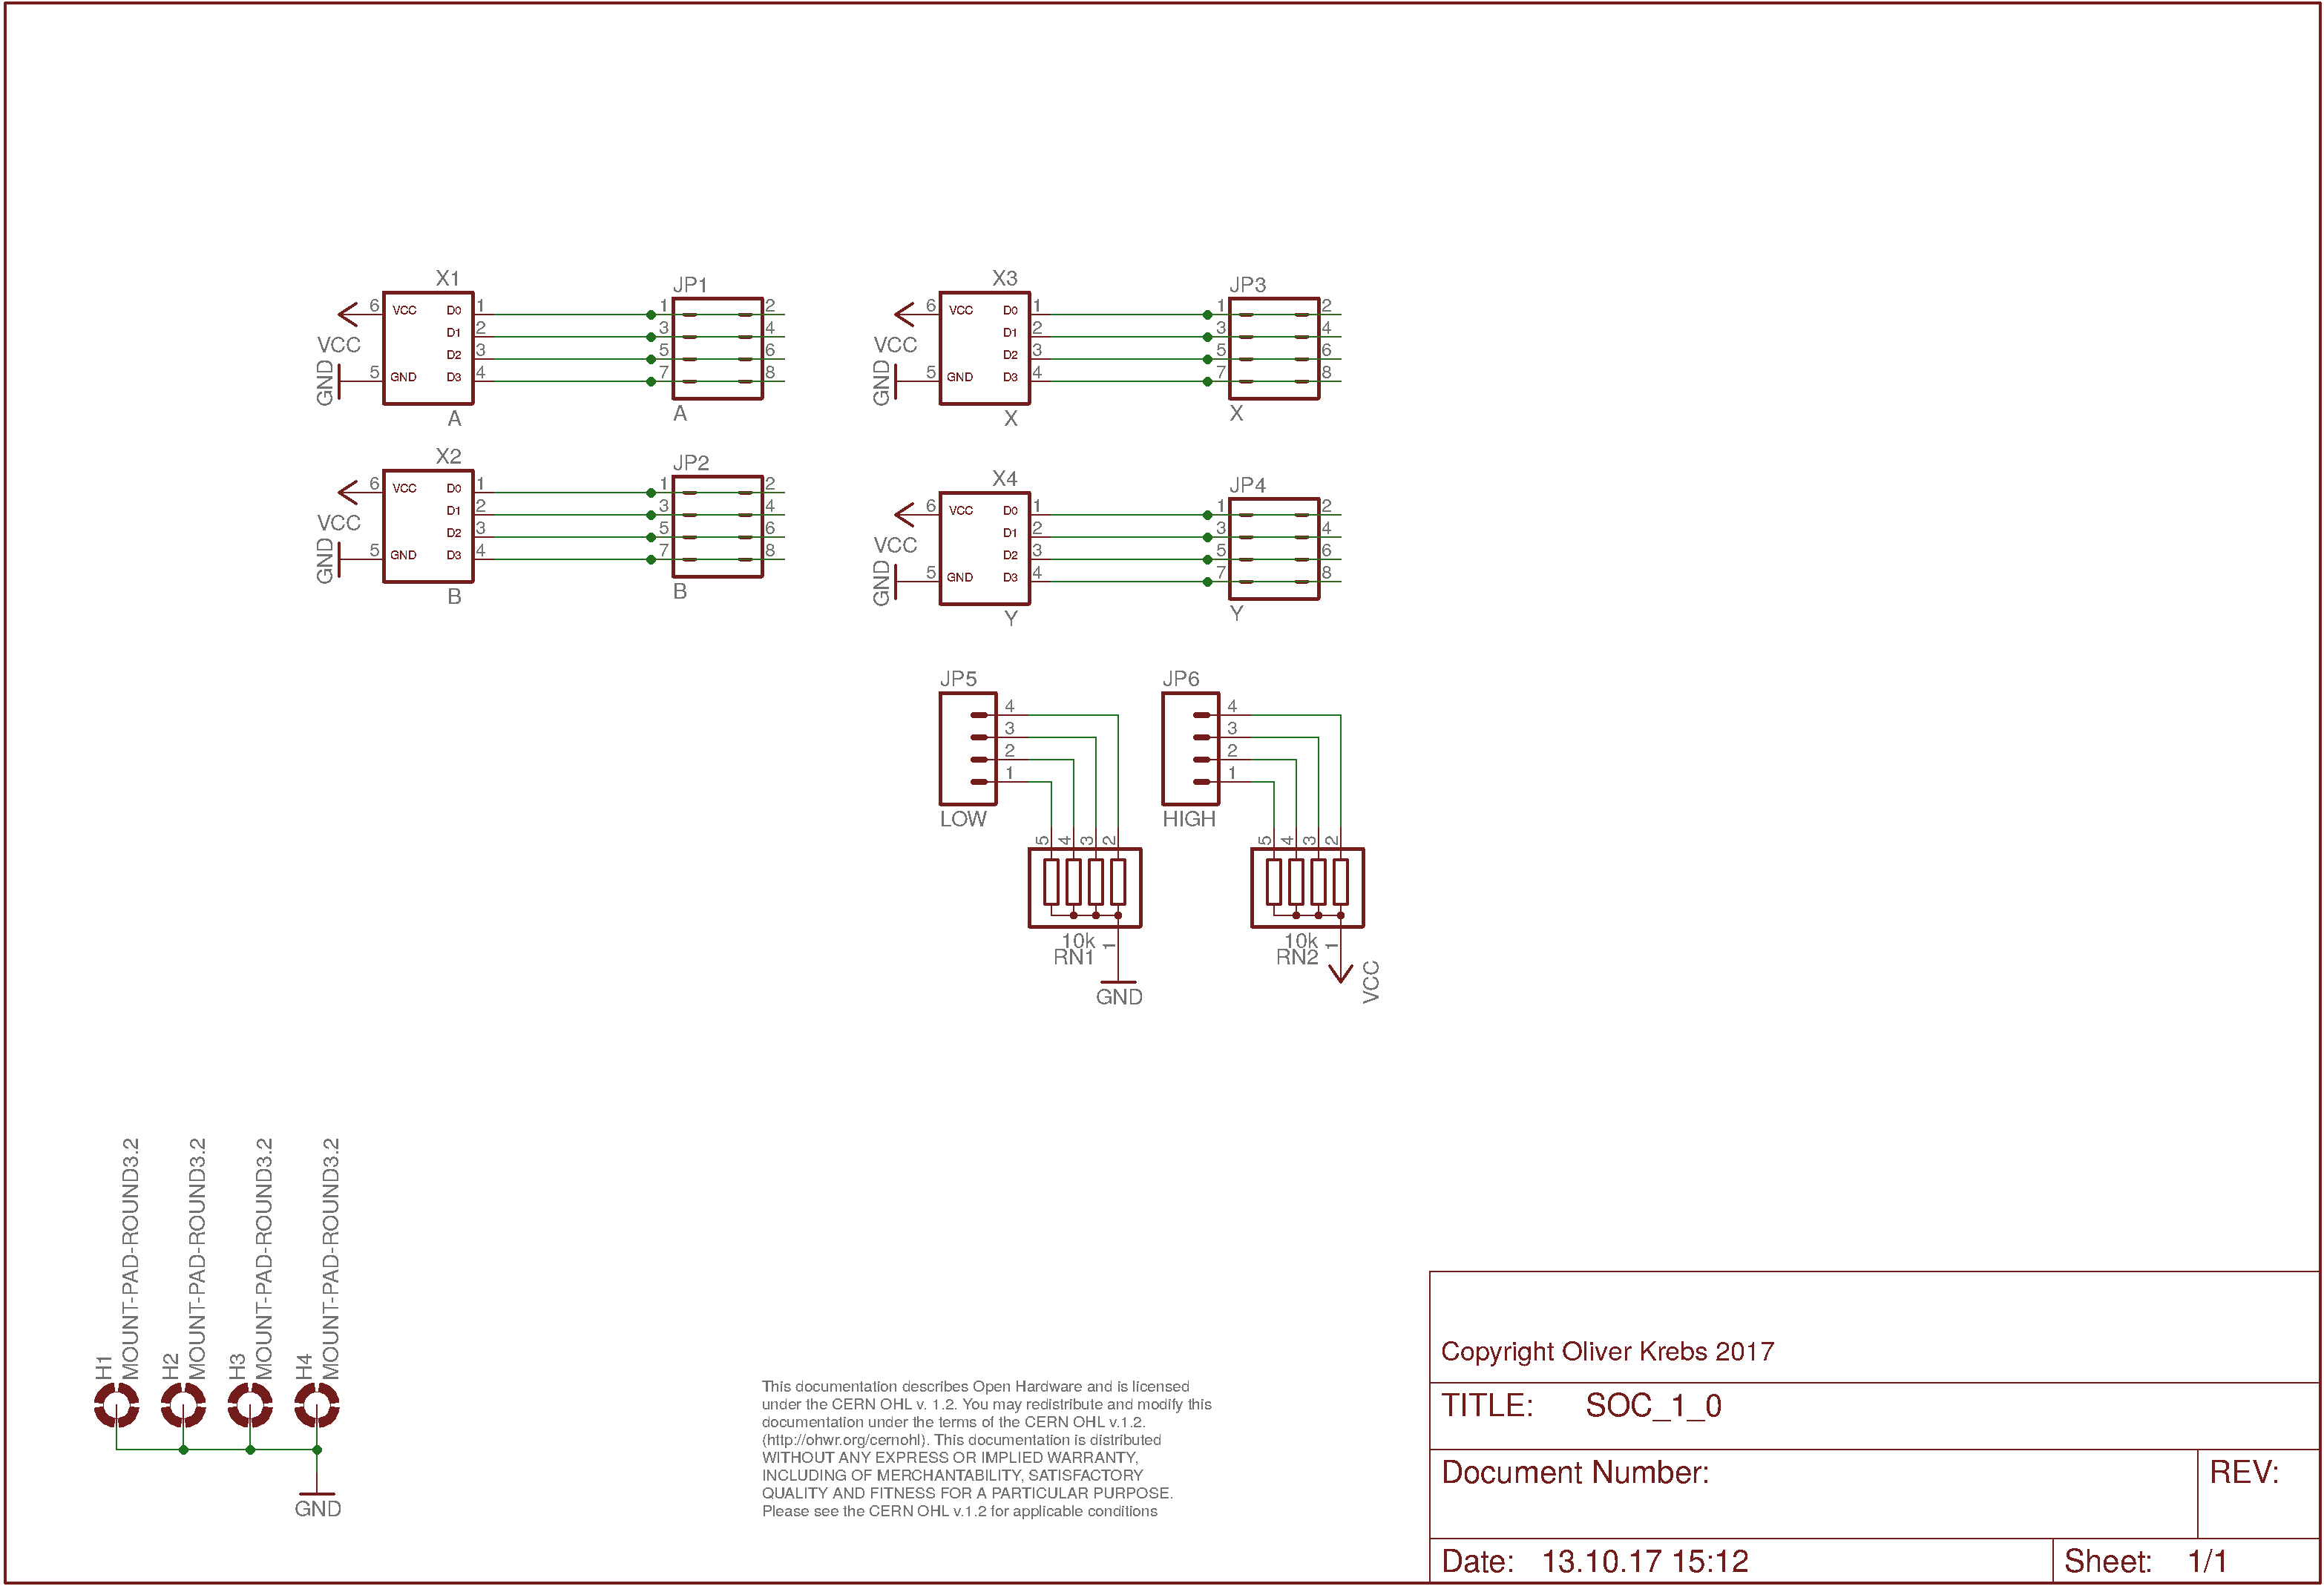 X1
6 VCC D0 1
D1 2
VCC D2 3
GND 5 GND D3 4
A
JP1
1 2
3 4
5 6
7 8
A
X3
6 VCC D0 1
D1 2
VCC D2 3
GND 5 GND D3 4
X
JP3
1 2
3 4
5 6
7 8
X
X2
6 VCC D0 1
D1 2
VCC D2 3
GND 5 GND D3 4
B
JP2
1 2
3 4
5 6
7 8
B
X4
6 VCC D0 1
D1 2
VCC D2 3
GND 5 GND D3 4
Y
JP4
1 2
3 4
5 6
7 8
Y
JP5
4
3
2
1
LOW
5 4 3 2
10k 1
RN1
GND
JP6
4
3
2
1
HIGH
5 4 3 2
10k 1
RN2
VCC
H1
MOUNT-PAD-ROUND3.2
H2
MOUNT-PAD-ROUND3.2
H3
MOUNT-PAD-ROUND3.2
H4
MOUNT-PAD-ROUND3.2
GND
This documentation describes Open Hardware and is licensed
under the CERN OHL v. 1.2. You may redistribute and modify this
documentation under the terms of the CERN OHL v.1.2.
(http://ohwr.org/cernohl). This documentation is distributed
WITHOUT ANY EXPRESS OR IMPLIED WARRANTY,
INCLUDING OF MERCHANTABILITY, SATISFACTORY
QUALITY AND FITNESS FOR A PARTICULAR PURPOSE.
Please see the CERN OHL v.1.2 for applicable conditions
Copyright Oliver Krebs 2017
TITLE: SOC_1_0
Document Number:
REV:
Date: 13.10.17 15:12
Sheet: 1/1